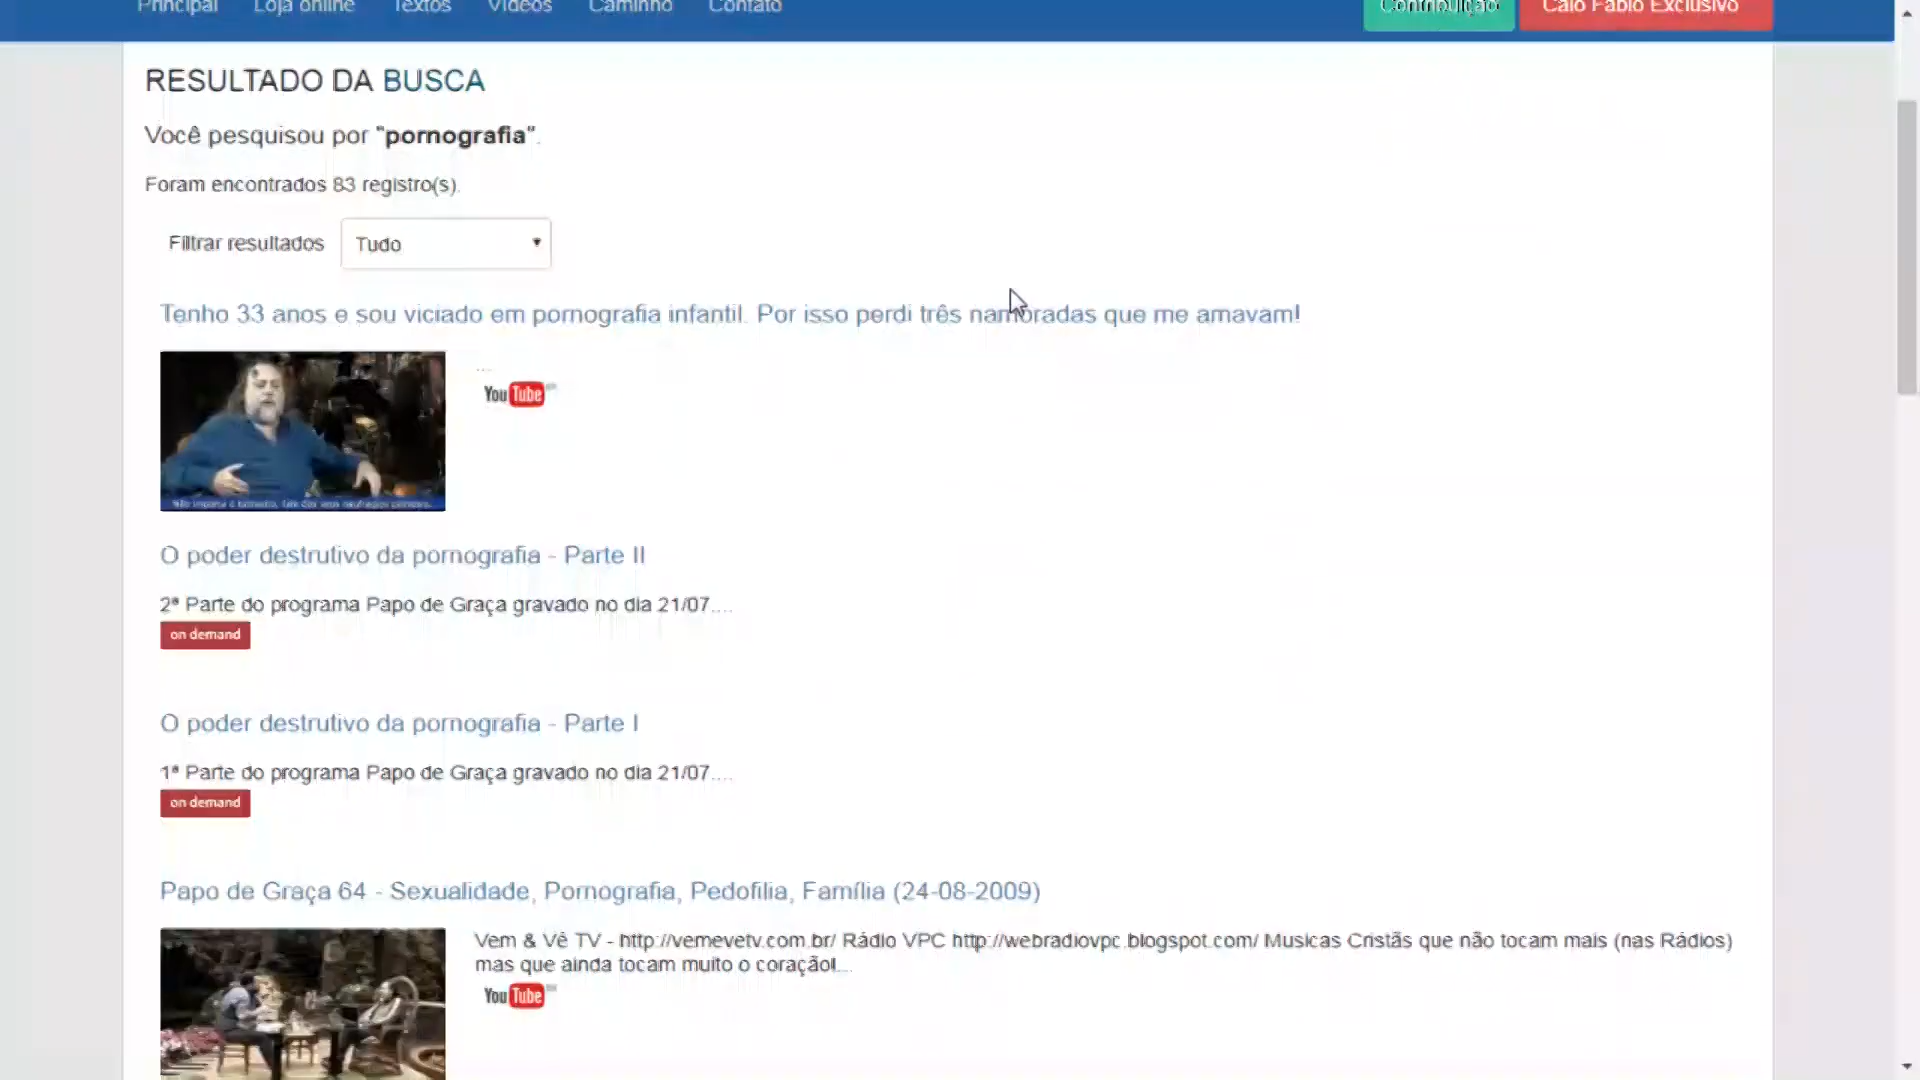 Principal Loja online Textos Vídeos Caminho Contato Contribuição Caio Fábio Exclusivo
RESULTADO DA BUSCA
Você pesquisou por "pornografia".
Foram encontrados 83 registro(s).
Filtrar resultados Tudo
Tenho 33 anos e sou viciado em pornografia infantil. Por isso perdi três namoradas que me amavam!
...
YouTube
O poder destrutivo da pornografia - Parte II
2ª Parte do programa Papo de Graça gravado no dia 21/07....
on demand
O poder destrutivo da pornografia - Parte I
1ª Parte do programa Papo de Graça gravado no dia 21/07....
on demand
Papo de Graça 64 - Sexualidade, Pornografia, Pedofilia, Família (24-08-2009)
Vem & Vê TV - http://vemevetv.com.br/ Rádio VPC http://webradiovpc.blogspot.com/ Musicas Cristãs que não tocam mais (nas Rádios)
mas que ainda tocam muito o coração!...
YouTube